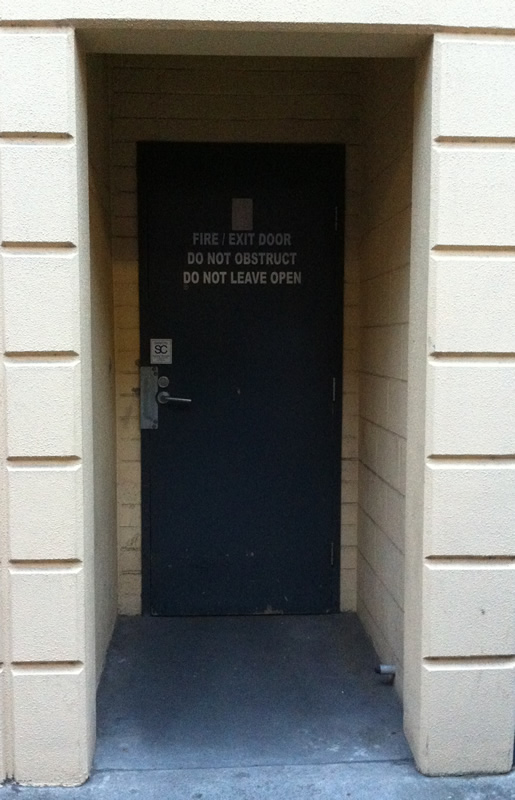 FIRE / EXIT DOOR
DO NOT OBSTRUCT
DO NOT LEAVE OPEN
SC